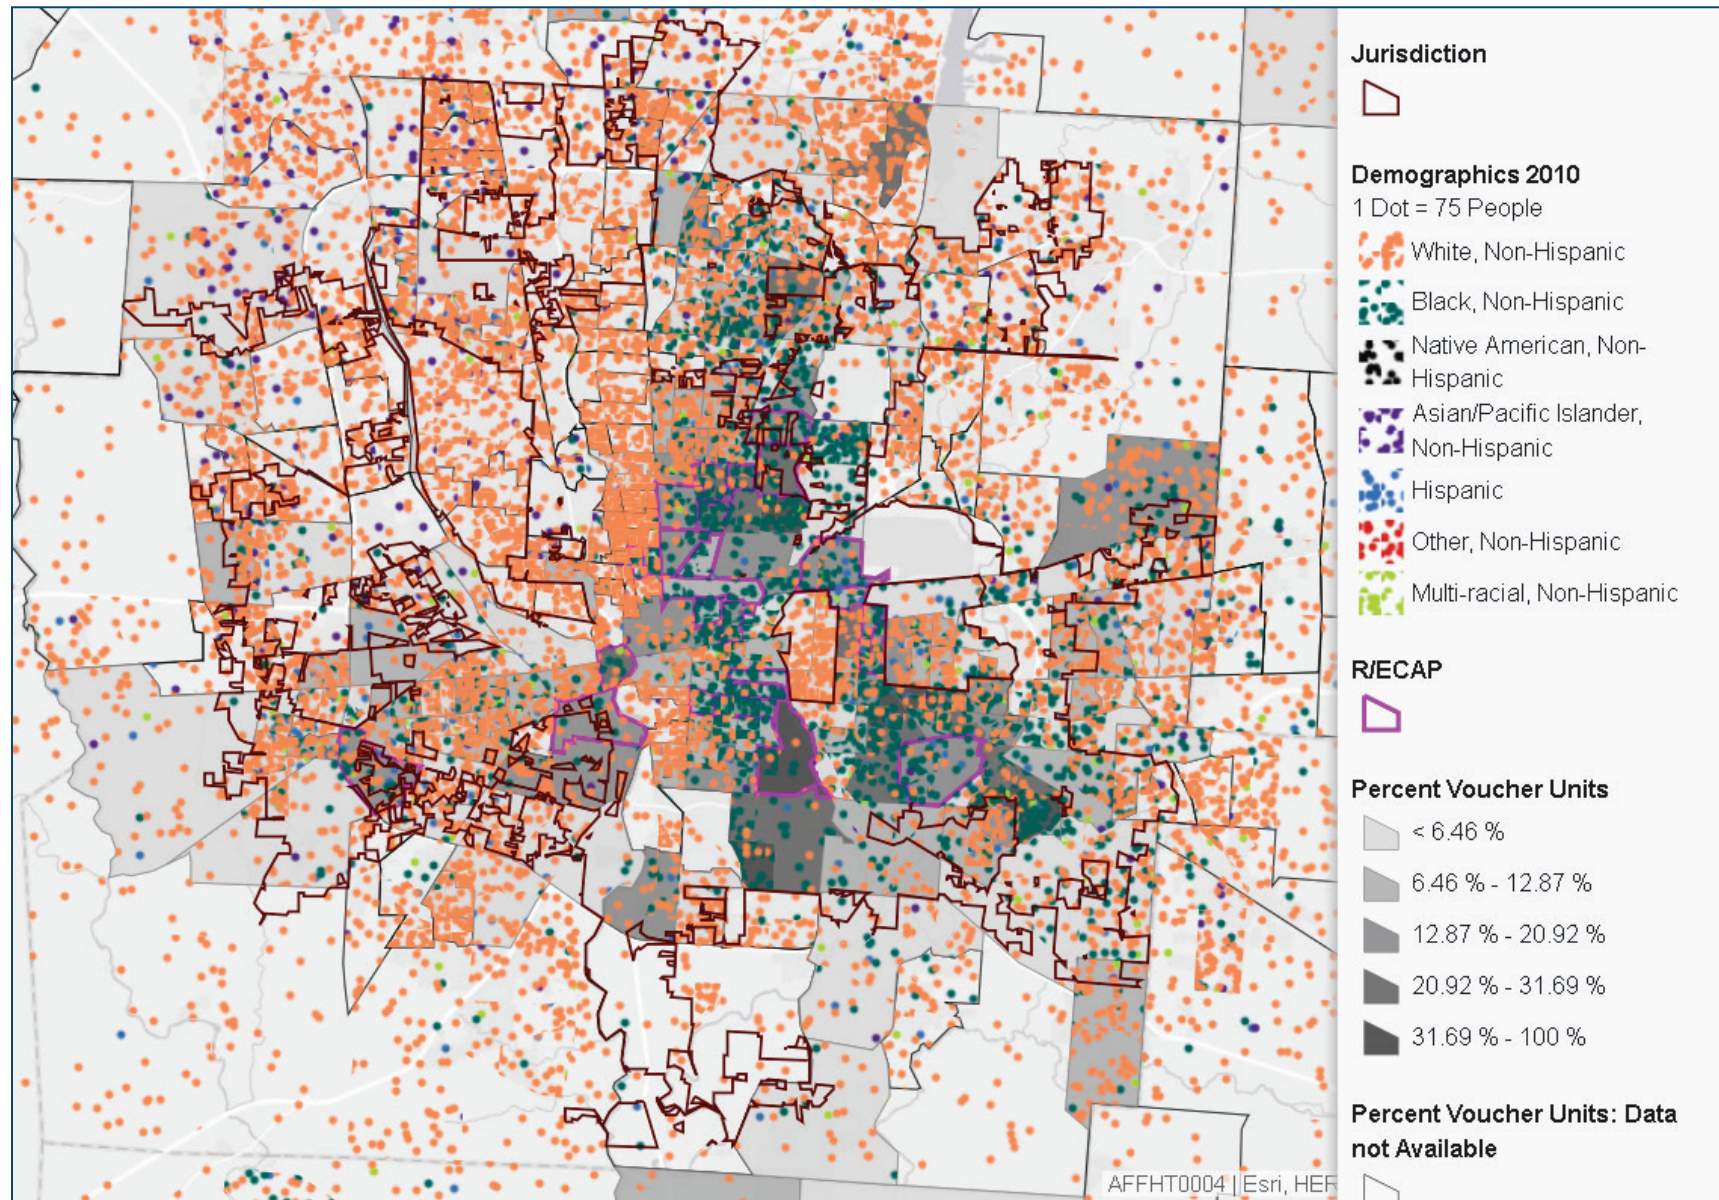 Jurisdiction
Demographics 2010
1 Dot = 75 People
White, Non-Hispanic
Black, Non-Hispanic
Native American, Non-
Hispanic
Asian/Pacific Islander,
Non-Hispanic
Hispanic
Other, Non-Hispanic
Multi-racial, Non-Hispanic
R/ECAP
Percent Voucher Units
< 6.46 %
6.46 % - 12.87 %
12.87 % - 20.92 %
20.92 % - 31.69 %
31.69 % - 100 %
Percent Voucher Units: Data
not Available
AFFHT0004 | Esri, HER